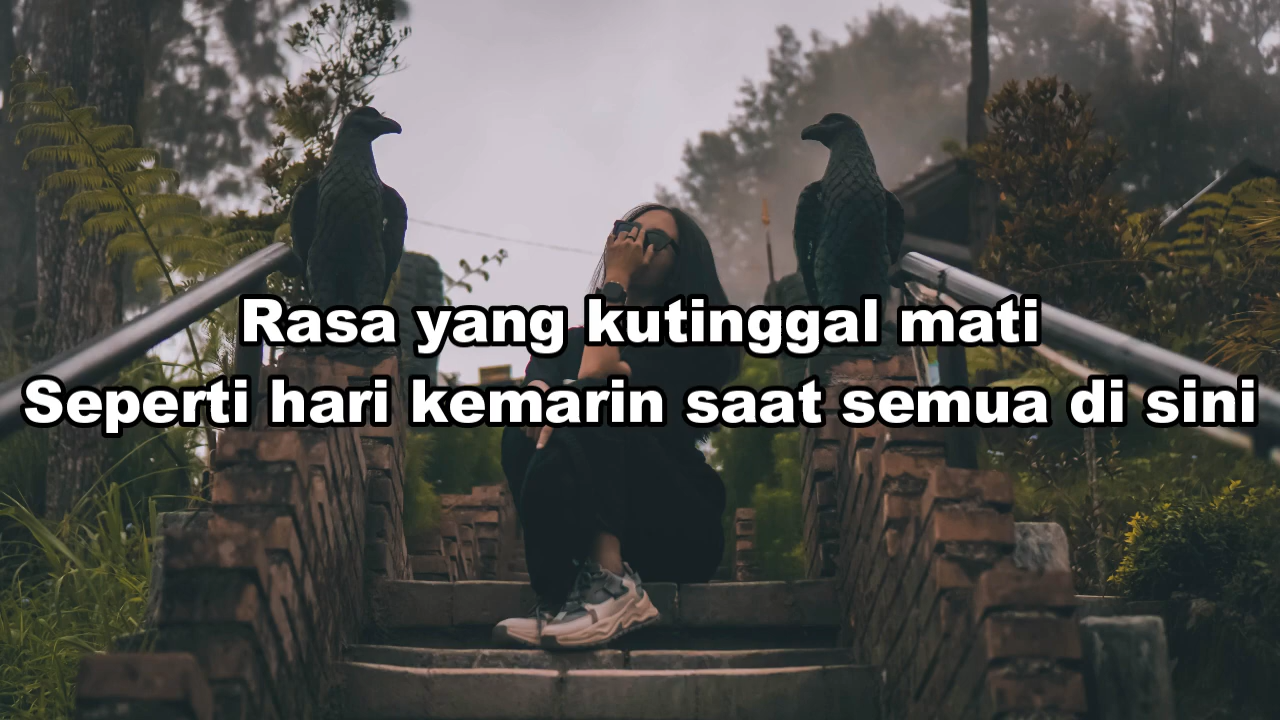 Rasa yang kutinggal mati
Seperti hari kemarin saat semua di sini